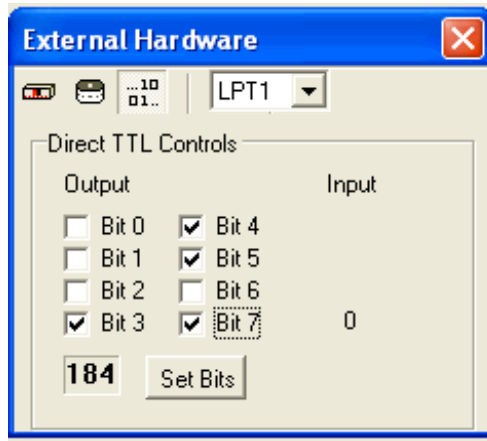 External Hardware
...10
01..
LPT1
Direct TTL Controls
Output Input
Bit 0 Bit 4
Bit 1 Bit 5
Bit 2 Bit 6
Bit 3 Bit 7 0
184 Set Bits